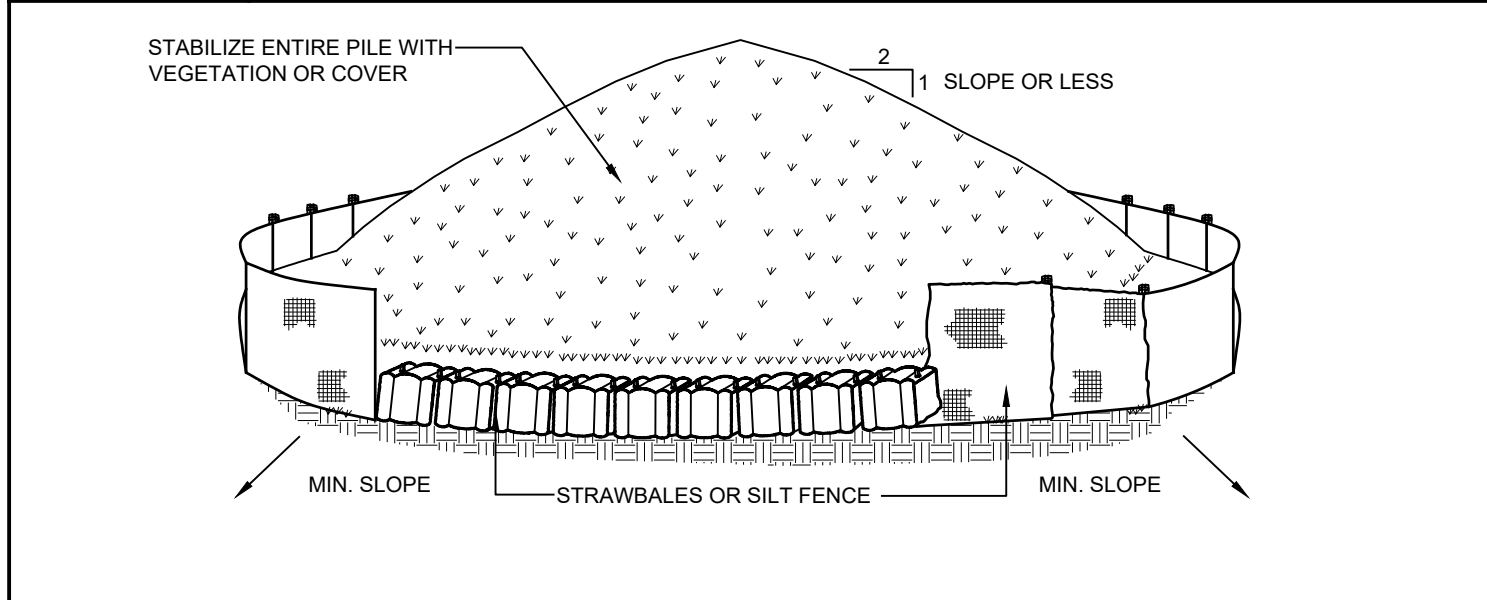 STABILIZE ENTIRE PILE WITH
VEGETATION OR COVER
2
1 SLOPE OR LESS
MIN. SLOPE
STRAWBALES OR SILT FENCE
MIN. SLOPE